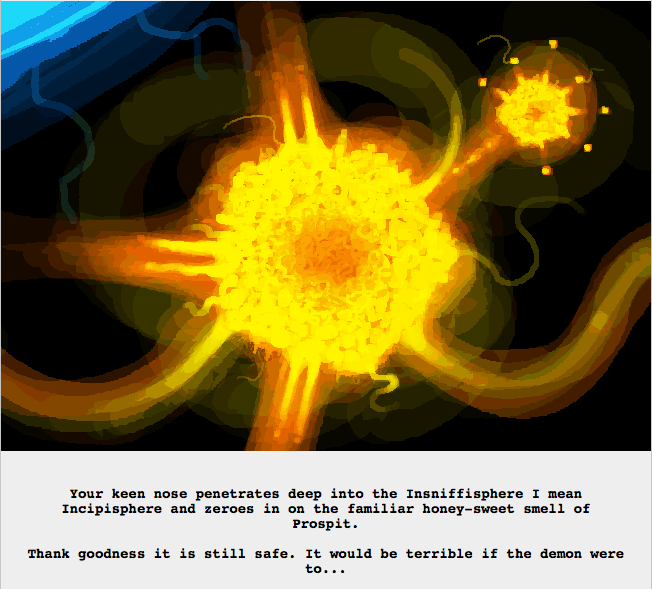 Your keen nose penetrates deep into the Insniffisphere I mean
Incipisphere and zeroes in on the familiar honey-sweet smell of
Prospit.
Thank goodness it is still safe. It would be terrible if the demon were
to...